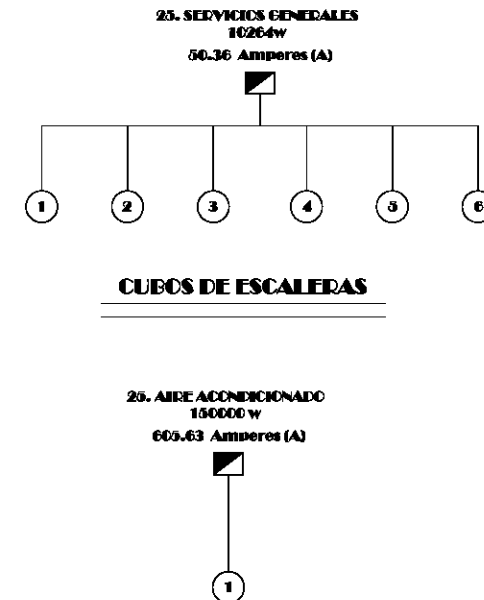 25. SERVICIOS GENERALES
10264w
50.36 Amperes (A)
1 2 3 4 5 6
CUBOS DE ESCALERAS
25. AIRE ACONDICIONADO
150000 w
605.63 Amperes (A)
1